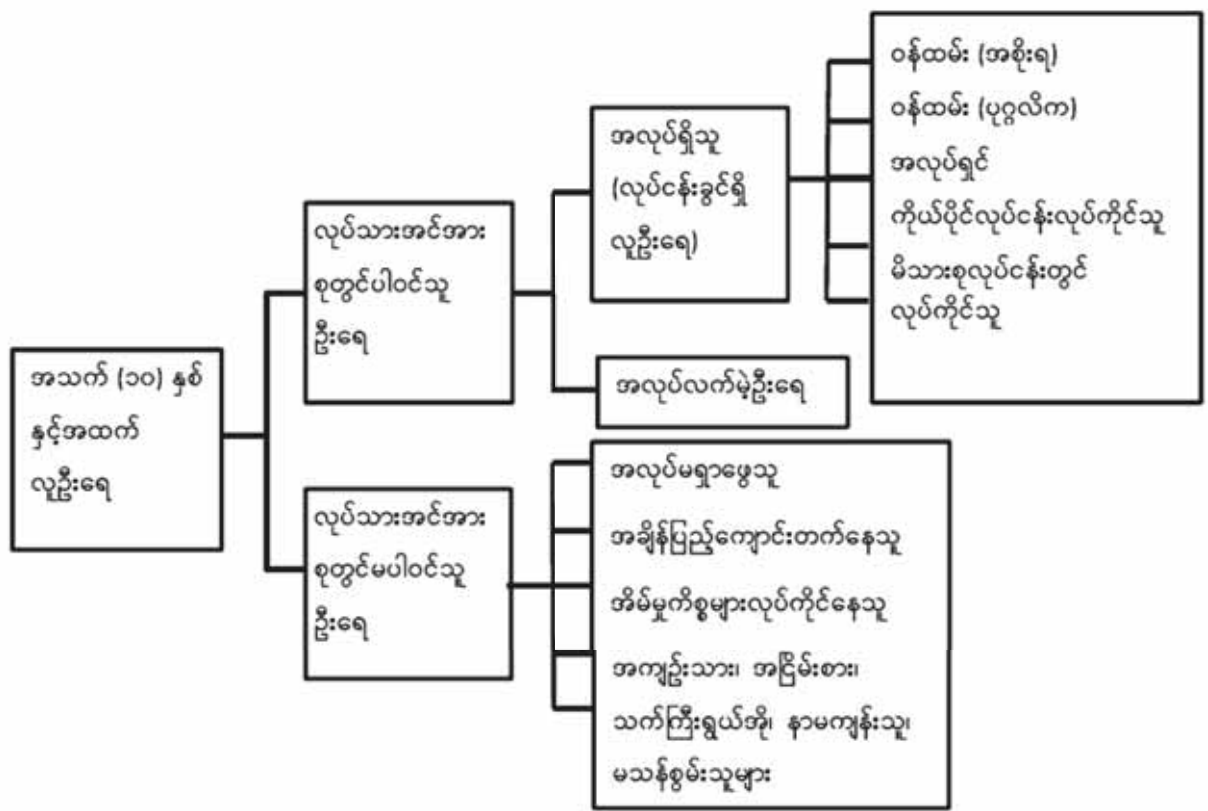 အသက် (၁၀) နှစ်
နှင့်အထက်
လူဦးရေ
လုပ်သားအင်အား
စုတွင်ပါဝင်သူ
ဦးရေ
အလုပ်ရှိသူ
(လုပ်ငန်းခွင်ရှိ
လူဦးရေ)
ဝန်ထမ်း (အစိုးရ)
ဝန်ထမ်း (ပုဂ္ဂလိက)
အလုပ်ရှင်
ကိုယ်ပိုင်လုပ်ငန်းလုပ်ကိုင်သူ
မိသားစုလုပ်ငန်းတွင်
လုပ်ကိုင်သူ
အလုပ်လက်မဲ့ဦးရေ
လုပ်သားအင်အား
စုတွင်မပါဝင်သူ
ဦးရေ
အလုပ်မရှာဖွေသူ
အချိန်ပြည့်ကျောင်းတက်နေသူ
အိမ်မှုကိစ္စများလုပ်ကိုင်နေသူ
အကျဉ်းသား၊ အငြိမ်းစား၊
သက်ကြီးရွယ်အို၊ နာမကျန်းသူ၊
မသန်စွမ်းသူများ